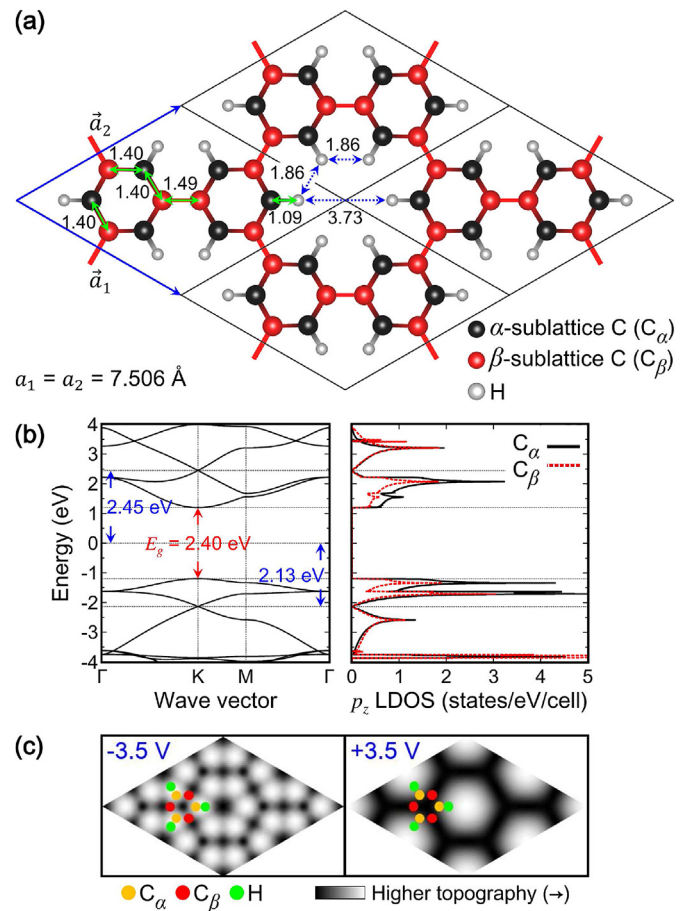 (a)
a⃗₂
1.40
1.40
1.49
1.40
1.86
1.86
1.09
3.73
a⃗₁
α-sublattice C (Cα)
β-sublattice C (Cβ)
H
a₁ = a₂ = 7.506 Å
(b)
Energy (eV)
4
3
2
1
0
-1
-2
-3
-4
2.45 eV
E_g = 2.40 eV
2.13 eV
Γ K M Γ
Wave vector
Cα
Cβ
0 1 2 3 4 5
p_z LDOS (states/eV/cell)
(c)
-3.5 V
+3.5 V
Cα Cβ H
Higher topography (→)